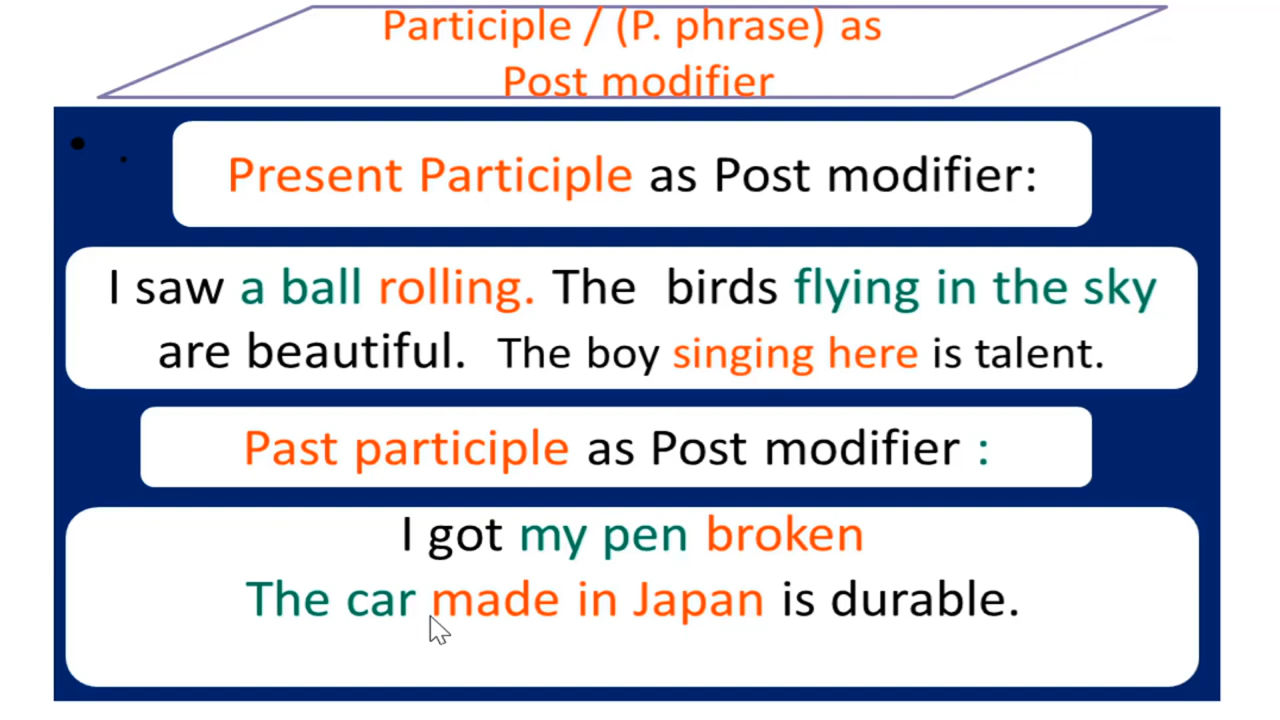 Participle / (P. phrase) as
Post modifier
Present Participle as Post modifier:
I saw a ball rolling. The birds flying in the sky
are beautiful. The boy singing here is talent.
Past participle as Post modifier :
I got my pen broken
The car made in Japan is durable.